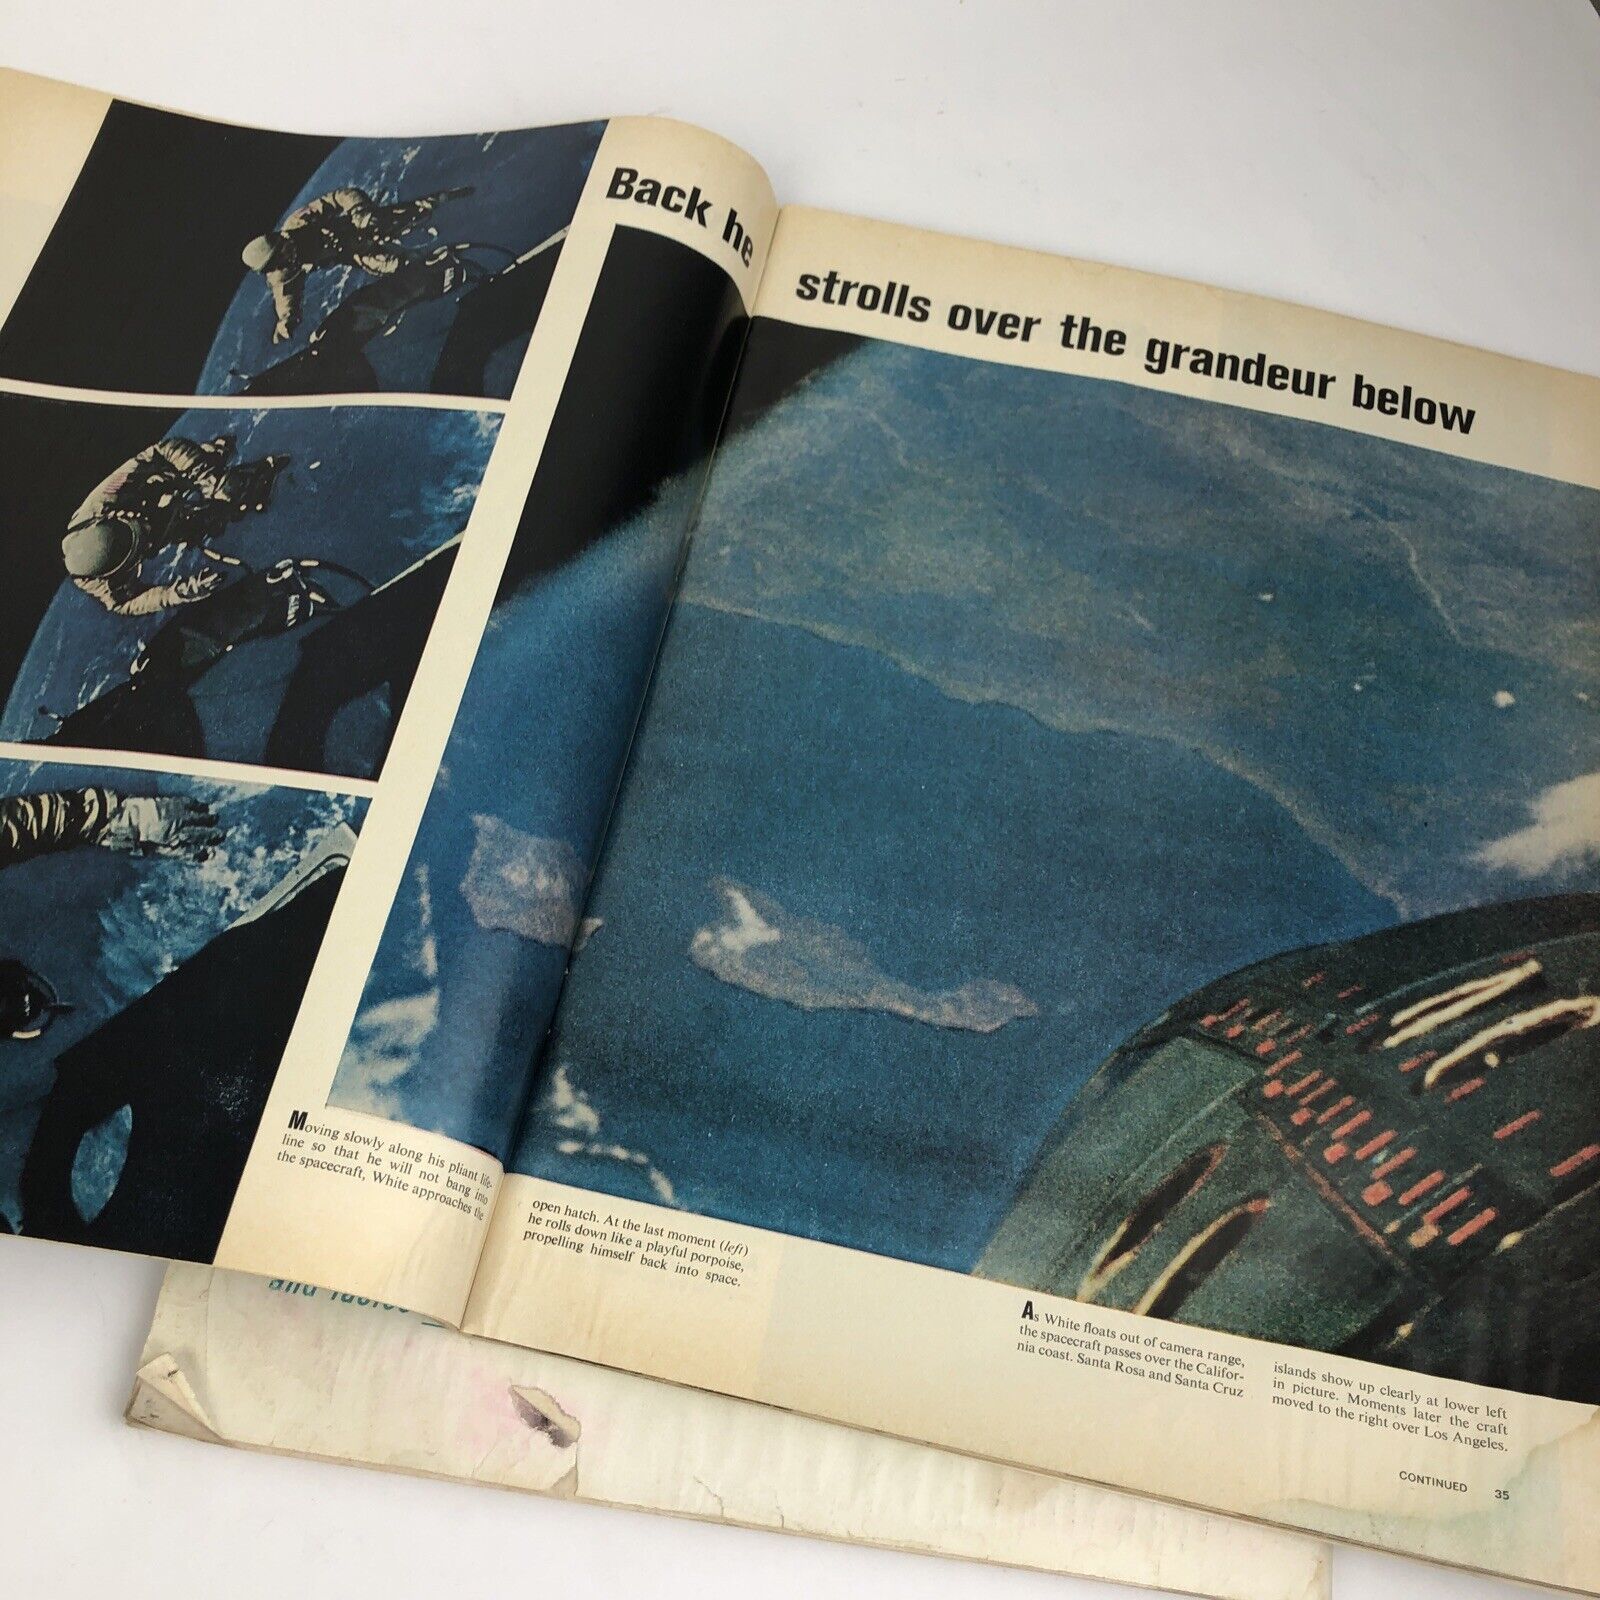 Back he
strolls over the grandeur below
Moving slowly along his pliant life-
line so that he will not bang into
the spacecraft, White approaches the
open hatch. At the last moment (left)
he rolls down like a playful porpoise,
propelling himself back into space.
As White floats out of camera range,
the spacecraft passes over the Califor-
nia coast. Santa Rosa and Santa Cruz
islands show up clearly at lower left
in picture. Moments later the craft
moved to the right over Los Angeles.
CONTINUED 35
and